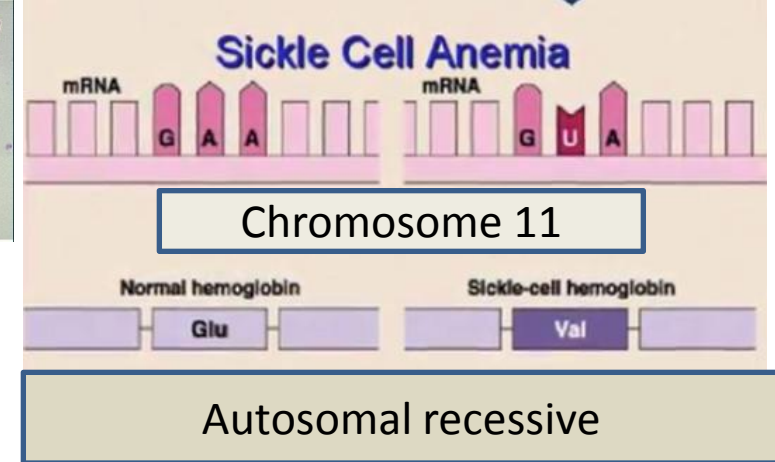 Sickle Cell Anemia
mRNA mRNA
G A A G U A
Chromosome 11
Normal hemoglobin Sickle-cell hemoglobin
Glu Val
Autosomal recessive